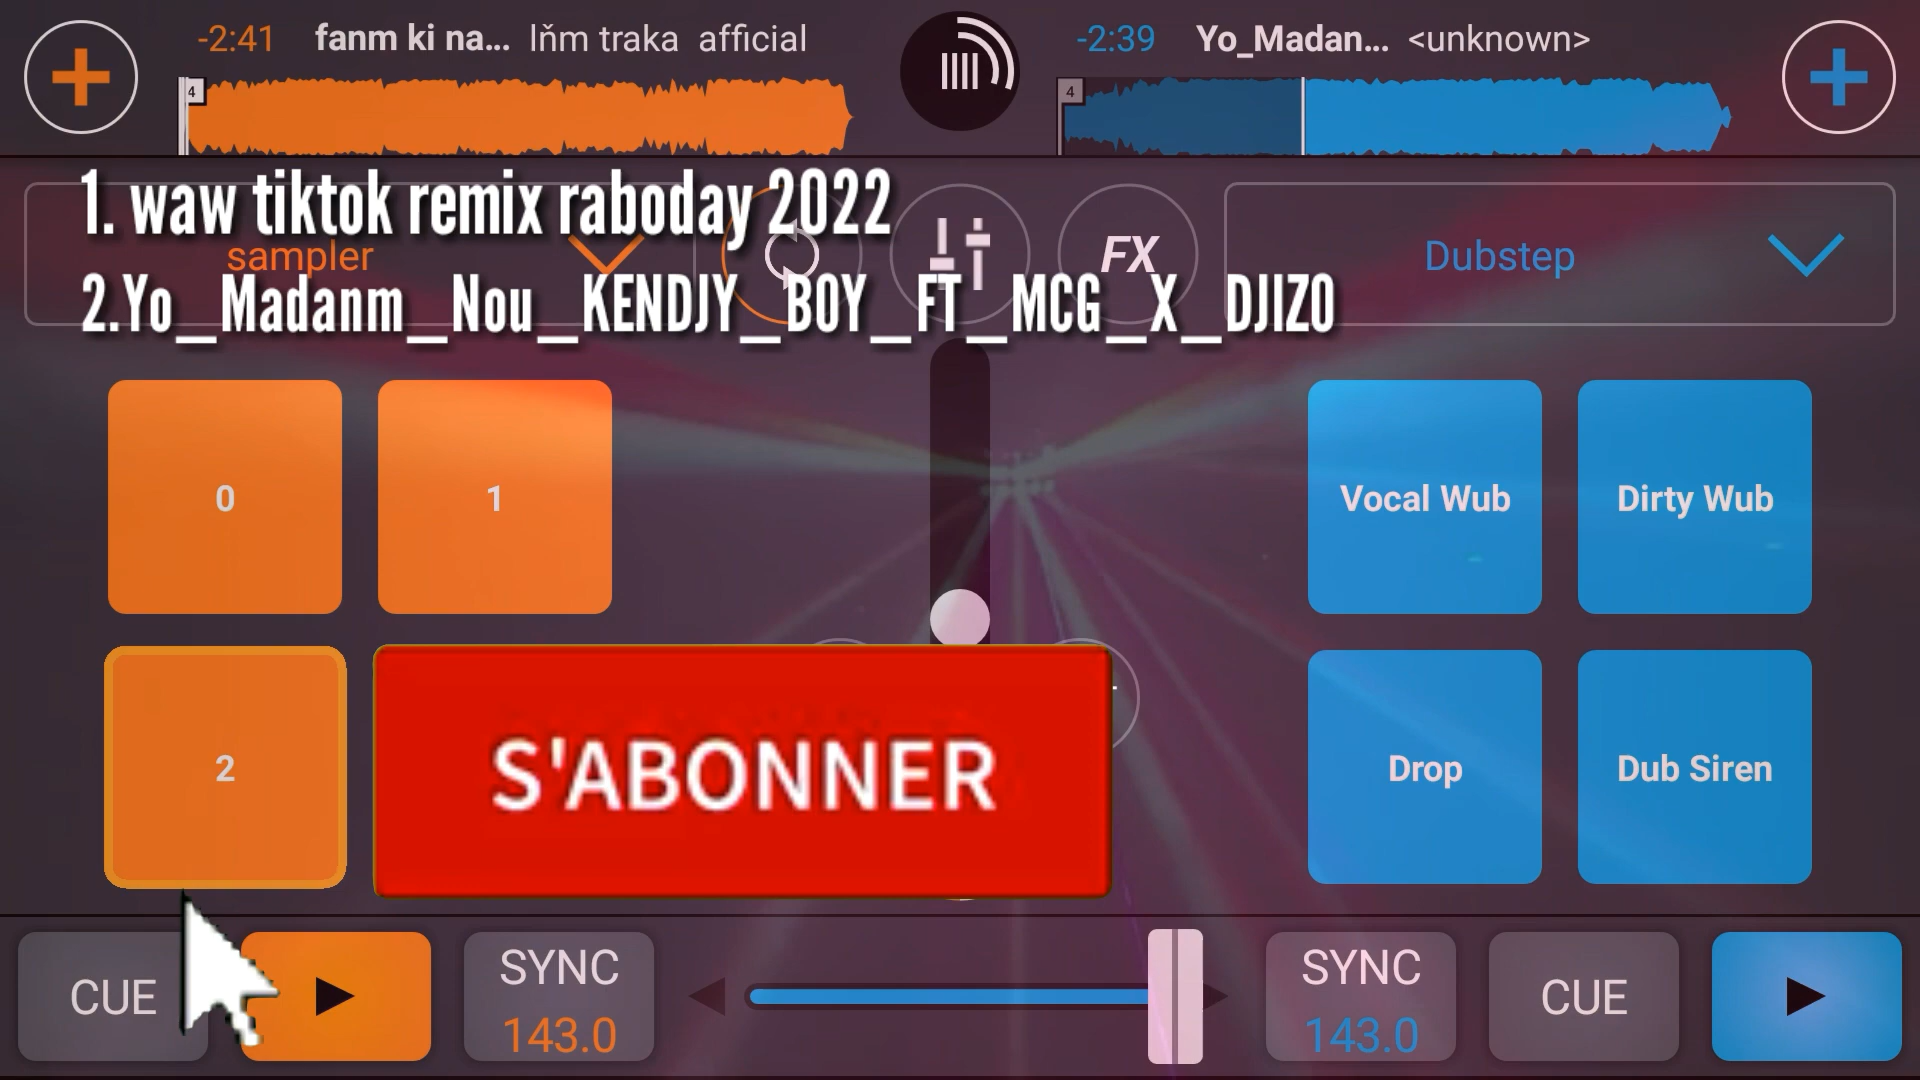 -2:41 fanm ki na... lňm traka afficial
4
-2:39 Yo_Madan... <unknown>
4
1. waw tiktok remix raboday 2022
sampler
FX
Dubstep
2.Yo_Madanm_Nou_KENDJY_BOY_FT_MCG_X_DJIZO
0
1
Vocal Wub
Dirty Wub
2
S'ABONNER
Drop
Dub Siren
CUE
SYNC
143.0
SYNC
143.0
CUE